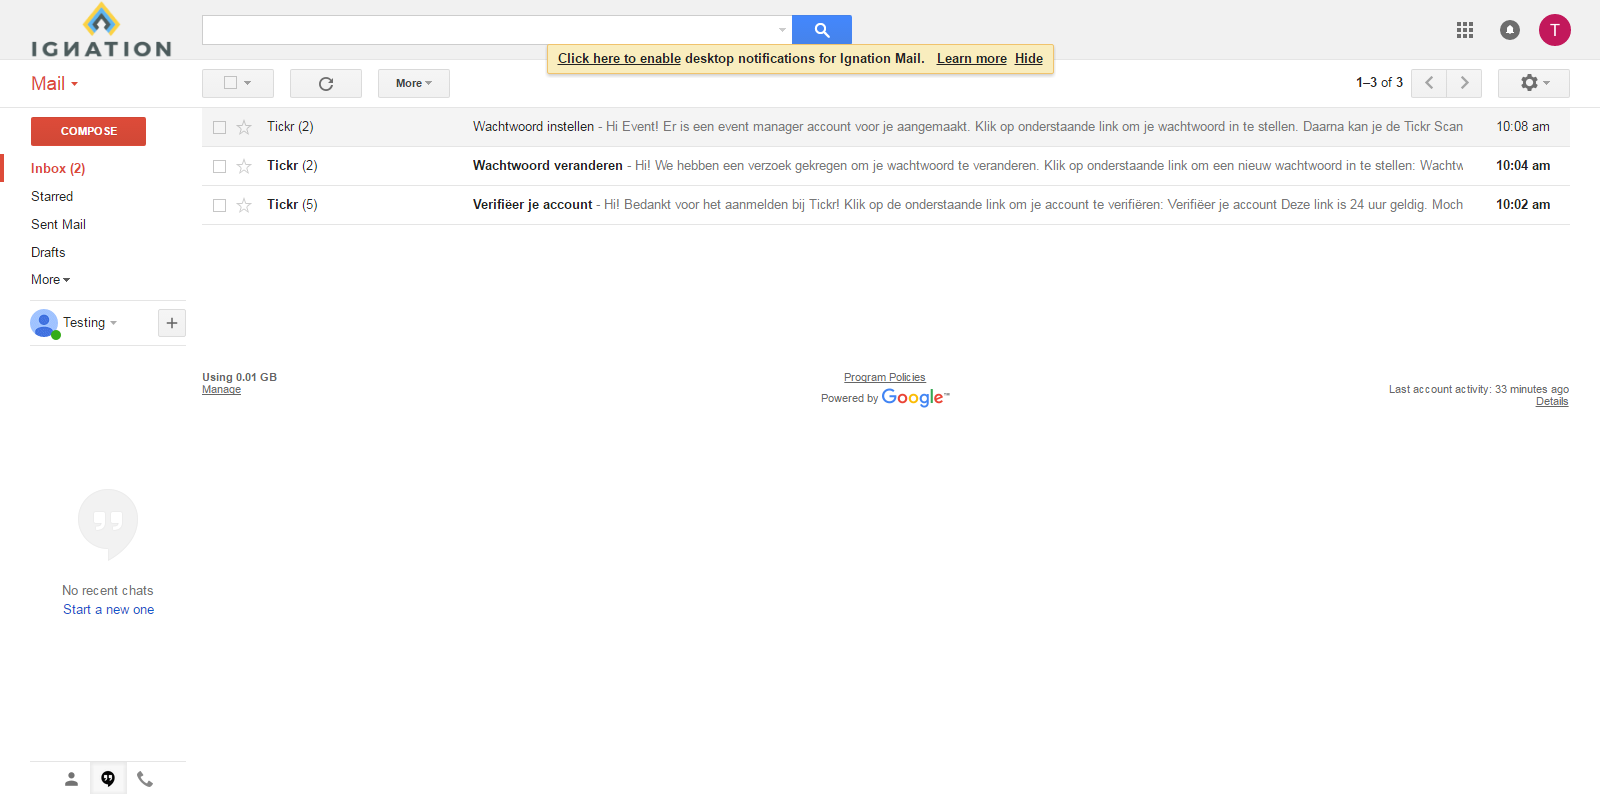 IGNATION
Click here to enable desktop notifications for Ignation Mail. Learn more Hide
T
Mail
More
1–3 of 3
COMPOSE
Inbox (2)
Starred
Sent Mail
Drafts
More
Testing
Tickr (2) Wachtwoord instellen - Hi Event! Er is een event manager account voor je aangemaakt. Klik op onderstaande link om je wachtwoord in te stellen. Daarna kan je de Tickr Scan 10:08 am
Tickr (2) Wachtwoord veranderen - Hi! We hebben een verzoek gekregen om je wachtwoord te veranderen. Klik op onderstaande link om een nieuw wachtwoord in te stellen: Wachtw 10:04 am
Tickr (5) Verifiëer je account - Hi! Bedankt voor het aanmelden bij Tickr! Klik op de onderstaande link om je account te verifiëren: Verifiëer je account Deze link is 24 uur geldig. Moch 10:02 am
Using 0.01 GB
Manage
Program Policies
Powered by Google™
Last account activity: 33 minutes ago
Details
No recent chats
Start a new one